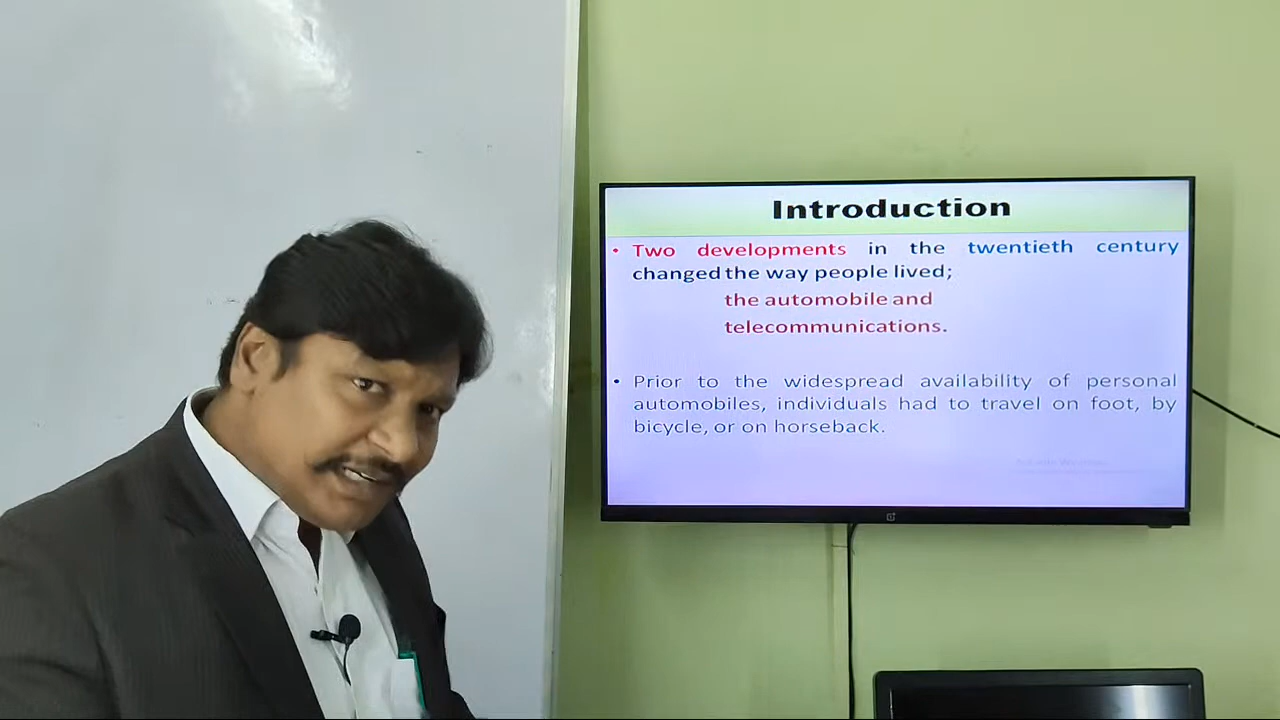 Introduction
• Two developments in the twentieth century
changed the way people lived;
the automobile and
telecommunications.
• Prior to the widespread availability of personal
automobiles, individuals had to travel on foot, by
bicycle, or on horseback.